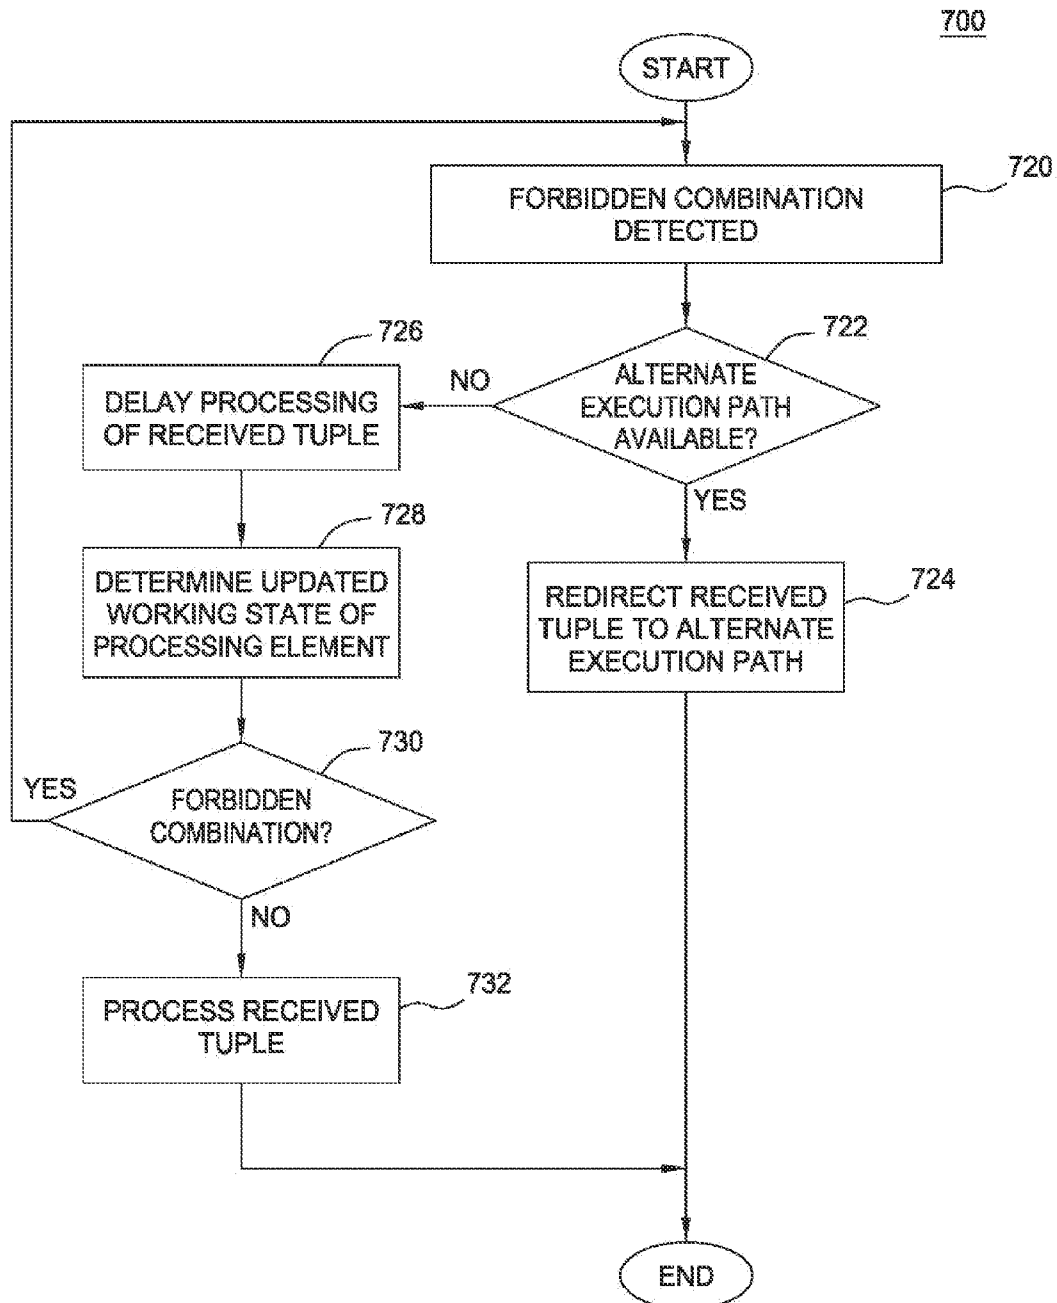 700
START
720
FORBIDDEN COMBINATION
DETECTED
722
ALTERNATE
EXECUTION PATH
AVAILABLE?
NO
YES
726
DELAY PROCESSING
OF RECEIVED TUPLE
728
DETERMINE UPDATED
WORKING STATE OF
PROCESSING ELEMENT
724
REDIRECT RECEIVED
TUPLE TO ALTERNATE
EXECUTION PATH
730
YES
FORBIDDEN
COMBINATION?
NO
732
PROCESS RECEIVED
TUPLE
END